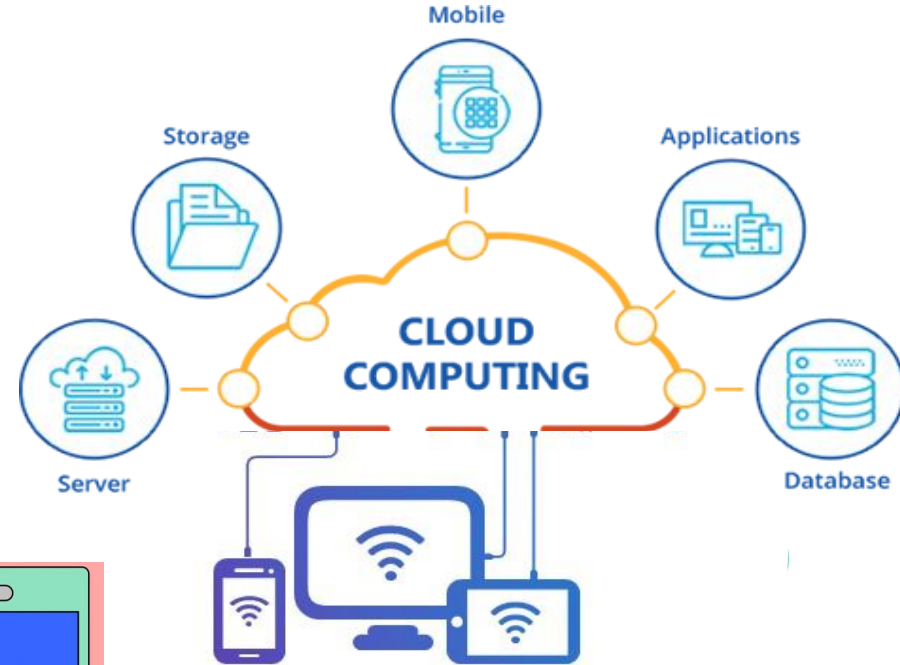 Mobile
Storage
Applications
CLOUD
COMPUTING
Server
Database